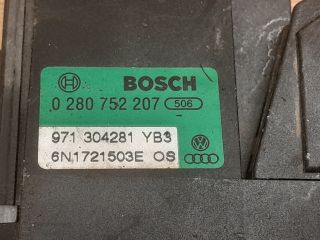 BOSCH
0 280 752 207 506
971 304281 YB3
6N1721503E OS